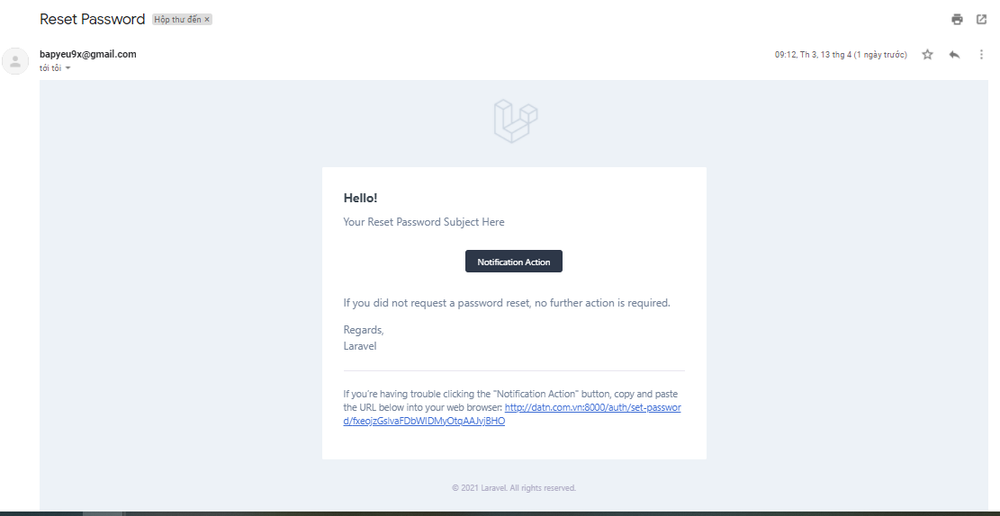 Reset Password Hộp thư đến ×
bapyeu9x@gmail.com
09:12, Th 3, 13 thg 4 (1 ngày trước)
tới tôi
Hello!
Your Reset Password Subject Here
Notification Action
If you did not request a password reset, no further action is required.
Regards,
Laravel
If you're having trouble clicking the "Notification Action" button, copy and paste
the URL below into your web browser: http://datn.com.vn:8000/auth/set-passwor
© 2021 Laravel. All rights reserved.